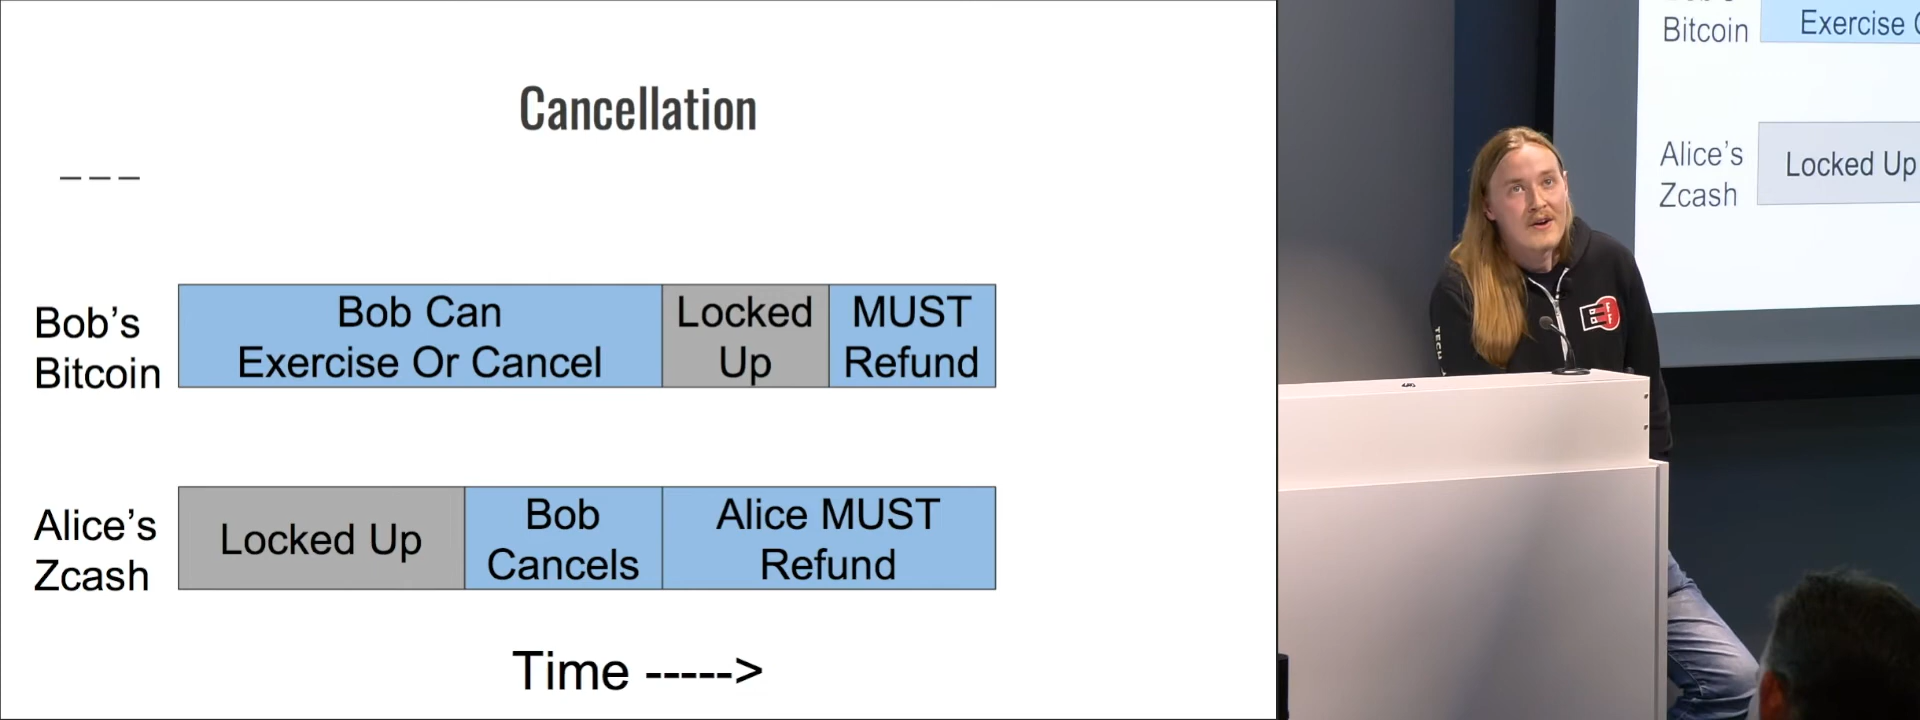 Cancellation
Bob's
Bitcoin
Bob Can
Exercise Or Cancel
Locked
Up
MUST
Refund
Alice's
Zcash
Locked Up
Bob
Cancels
Alice MUST
Refund
Time ----->
Bitcoin
Exercise
Alice's
Zcash
Locked Up
TECH